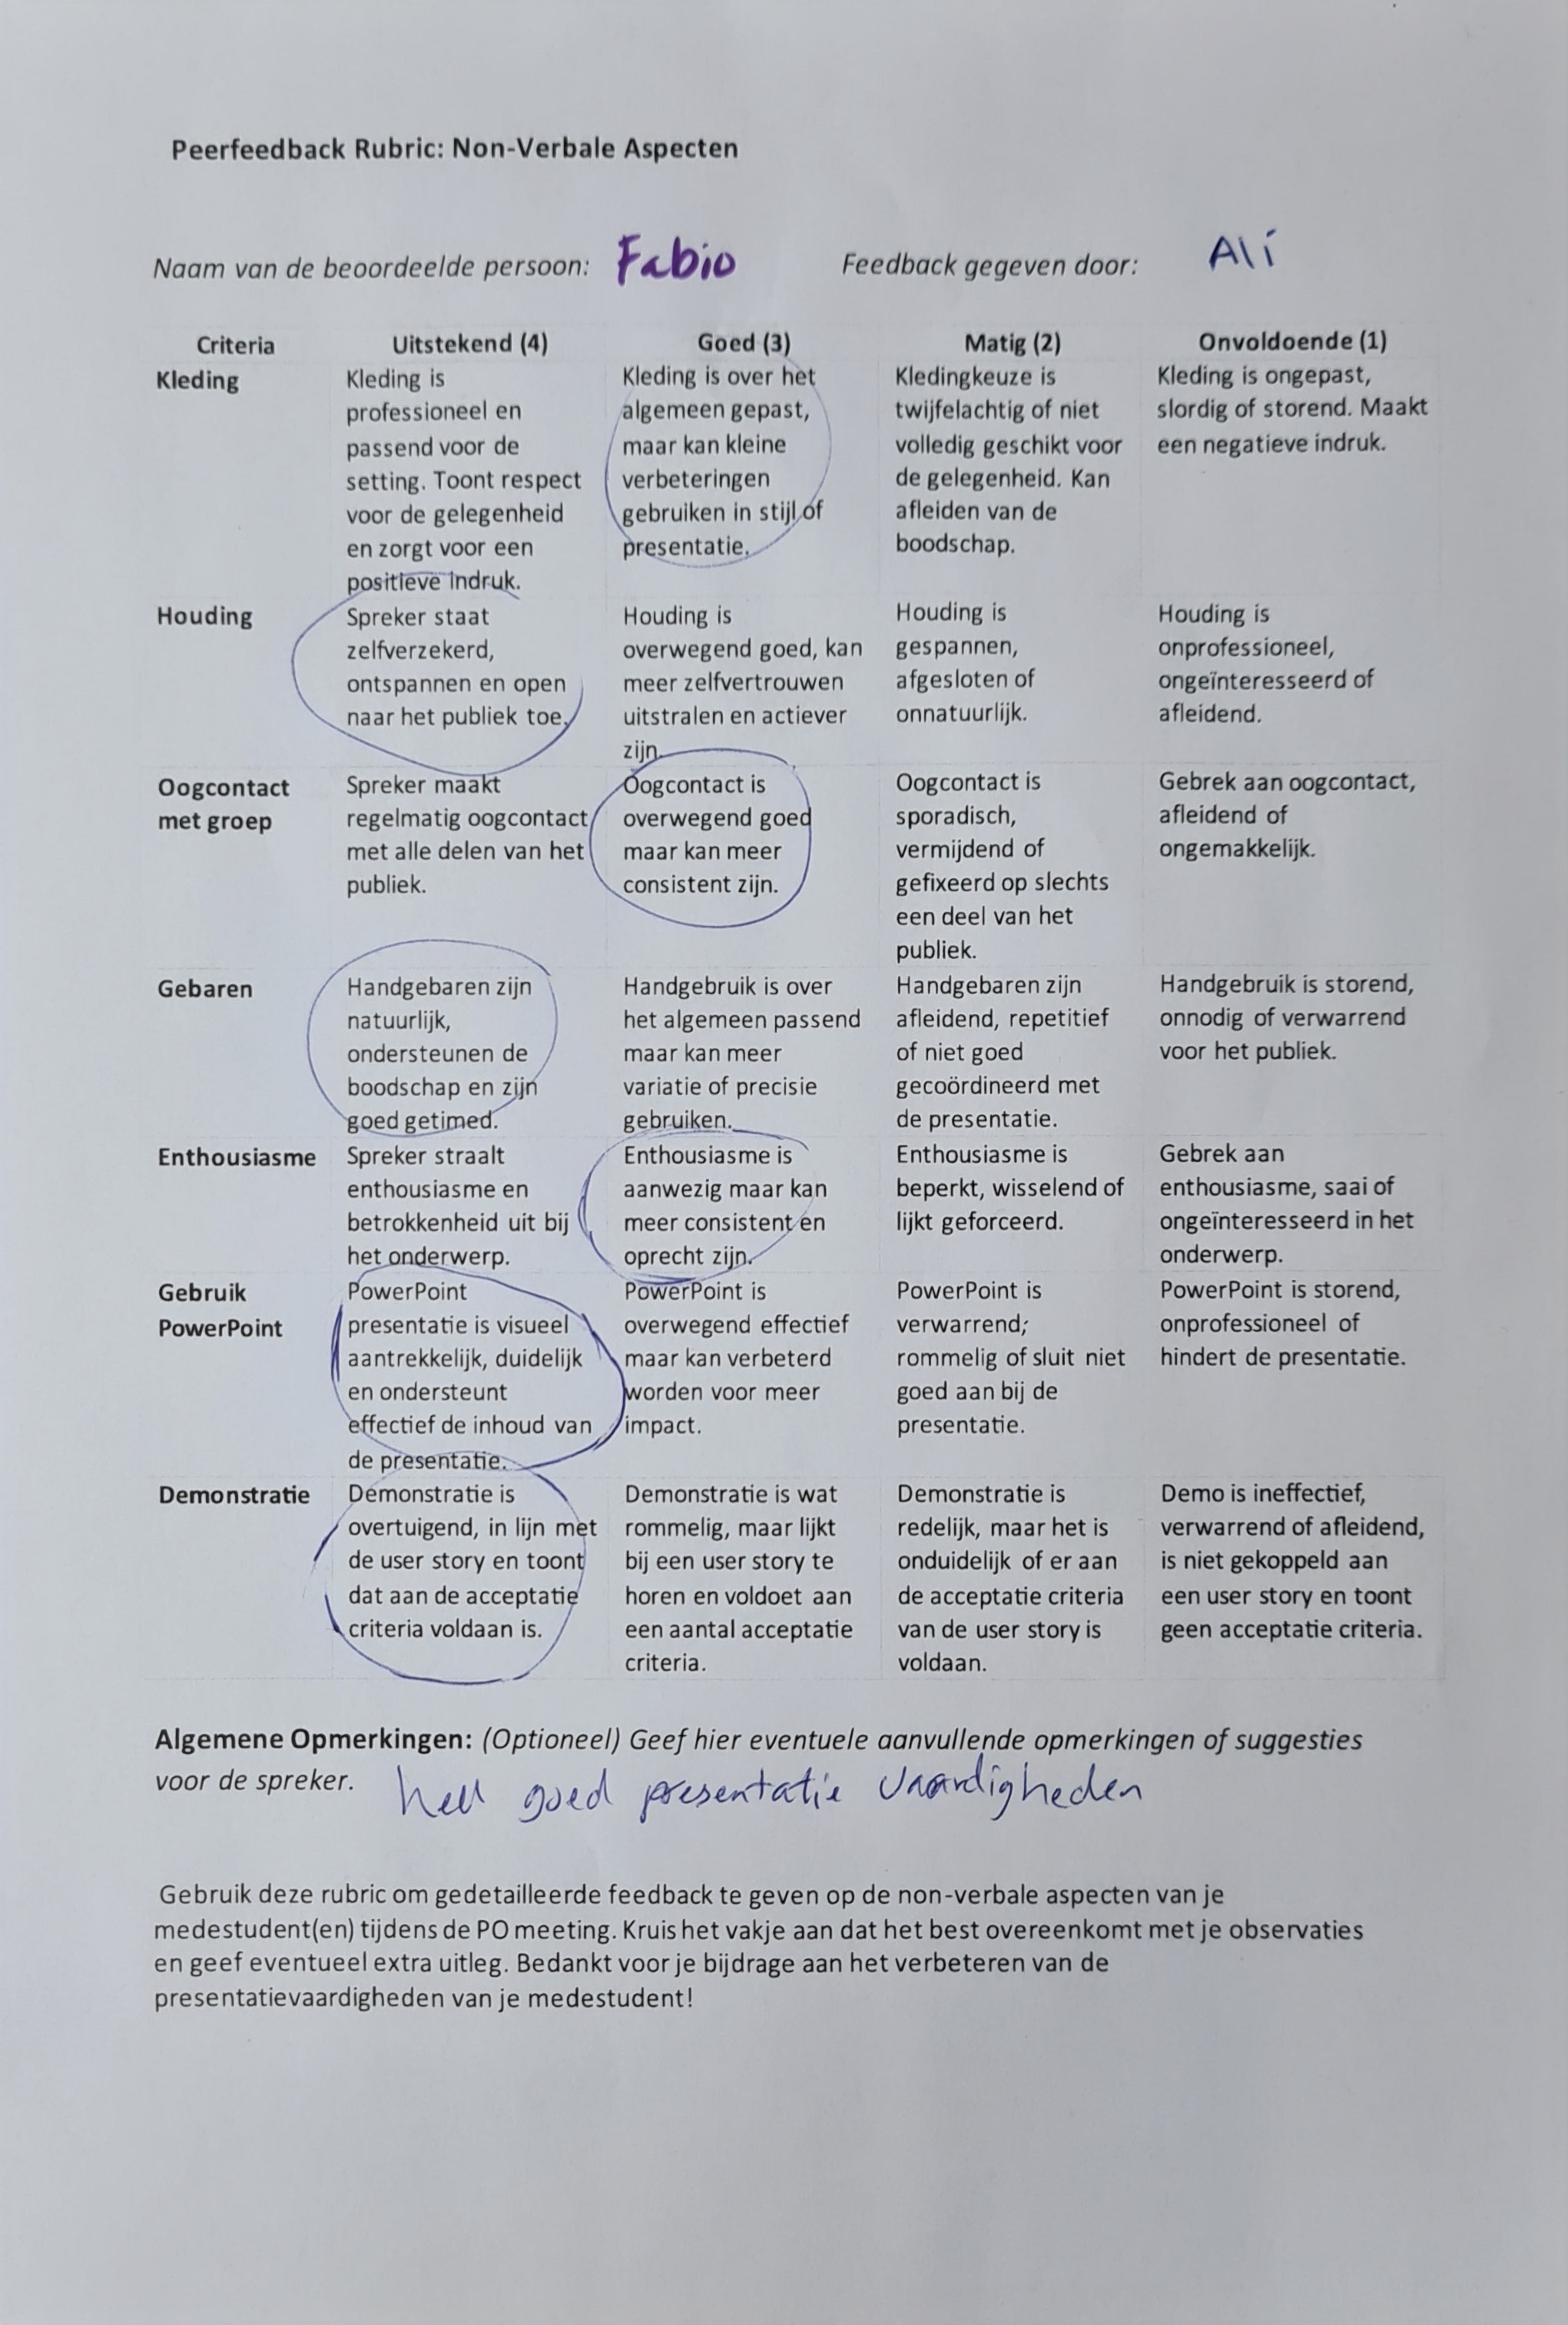 Peerfeedback Rubric: Non-Verbale Aspecten
Naam van de beoordeelde persoon: Fabio Feedback gegeven door: Ali
Criteria Uitstekend (4) Goed (3) Matig (2) Onvoldoende (1)
Kleding
Kleding is
professioneel en
passend voor de
setting. Toont respect
voor de gelegenheid
en zorgt voor een
positieve indruk.
Kleding is over het
algemeen gepast,
maar kan kleine
verbeteringen
gebruiken in stijl of
presentatie.
Kledingkeuze is
twijfelachtig of niet
volledig geschikt voor
de gelegenheid. Kan
afleiden van de
boodschap.
Kleding is ongepast,
slordig of storend. Maakt
een negatieve indruk.
Houding
Spreker staat
zelfverzekerd,
ontspannen en open
naar het publiek toe.
Houding is
overwegend goed, kan
meer zelfvertrouwen
uitstralen en actiever
zijn.
Houding is
gespannen,
afgesloten of
onnatuurlijk.
Houding is
onprofessioneel,
ongeïnteresseerd of
afleidend.
Oogcontact
met groep
Spreker maakt
regelmatig oogcontact
met alle delen van het
publiek.
Oogcontact is
overwegend goed
maar kan meer
consistent zijn.
Oogcontact is
sporadisch,
vermijdend of
gefixeerd op slechts
een deel van het
publiek.
Gebrek aan oogcontact,
afleidend of
ongemakkelijk.
Gebaren
Handgebaren zijn
natuurlijk,
ondersteunen de
boodschap en zijn
goed getimed.
Handgebruik is over
het algemeen passend
maar kan meer
variatie of precisie
gebruiken.
Handgebaren zijn
afleidend, repetitief
of niet goed
gecoördineerd met
de presentatie.
Handgebruik is storend,
onnodig of verwarrend
voor het publiek.
Enthousiasme
Spreker straalt
enthousiasme en
betrokkenheid uit bij
het onderwerp.
Enthousiasme is
aanwezig maar kan
meer consistent en
oprecht zijn.
Enthousiasme is
beperkt, wisselend of
lijkt geforceerd.
Gebrek aan
enthousiasme, saai of
ongeïnteresseerd in het
onderwerp.
Gebruik
PowerPoint
PowerPoint
presentatie is visueel
aantrekkelijk, duidelijk
en ondersteunt
effectief de inhoud van
de presentatie.
PowerPoint is
overwegend effectief
maar kan verbeterd
worden voor meer
impact.
PowerPoint is
verwarrend;
rommelig of sluit niet
goed aan bij de
presentatie.
PowerPoint is storend,
onprofessioneel of
hindert de presentatie.
Demonstratie
Demonstratie is
overtuigend, in lijn met
de user story en toont
dat aan de acceptatie
criteria voldaan is.
Demonstratie is wat
rommelig, maar lijkt
bij een user story te
horen en voldoet aan
een aantal acceptatie
criteria.
Demonstratie is
redelijk, maar het is
onduidelijk of er aan
de acceptatie criteria
van de user story is
voldaan.
Demo is ineffectief,
verwarrend of afleidend,
is niet gekoppeld aan
een user story en toont
geen acceptatie criteria.
Algemene Opmerkingen: (Optioneel) Geef hier eventuele aanvullende opmerkingen of suggesties
voor de spreker.
heel goed presentatie vaardigheden
Gebruik deze rubric om gedetailleerde feedback te geven op de non-verbale aspecten van je
medestudent(en) tijdens de PO meeting. Kruis het vakje aan dat het best overeenkomt met je observaties
en geef eventueel extra uitleg. Bedankt voor je bijdrage aan het verbeteren van de
presentatievaardigheden van je medestudent!